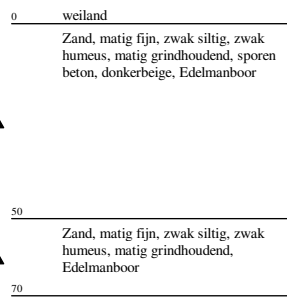 0 weiland
Zand, matig fijn, zwak siltig, zwak
humeus, matig grindhoudend, sporen
beton, donkerbeige, Edelmanboor
50
Zand, matig fijn, zwak siltig, zwak
humeus, matig grindhoudend,
Edelmanboor
70